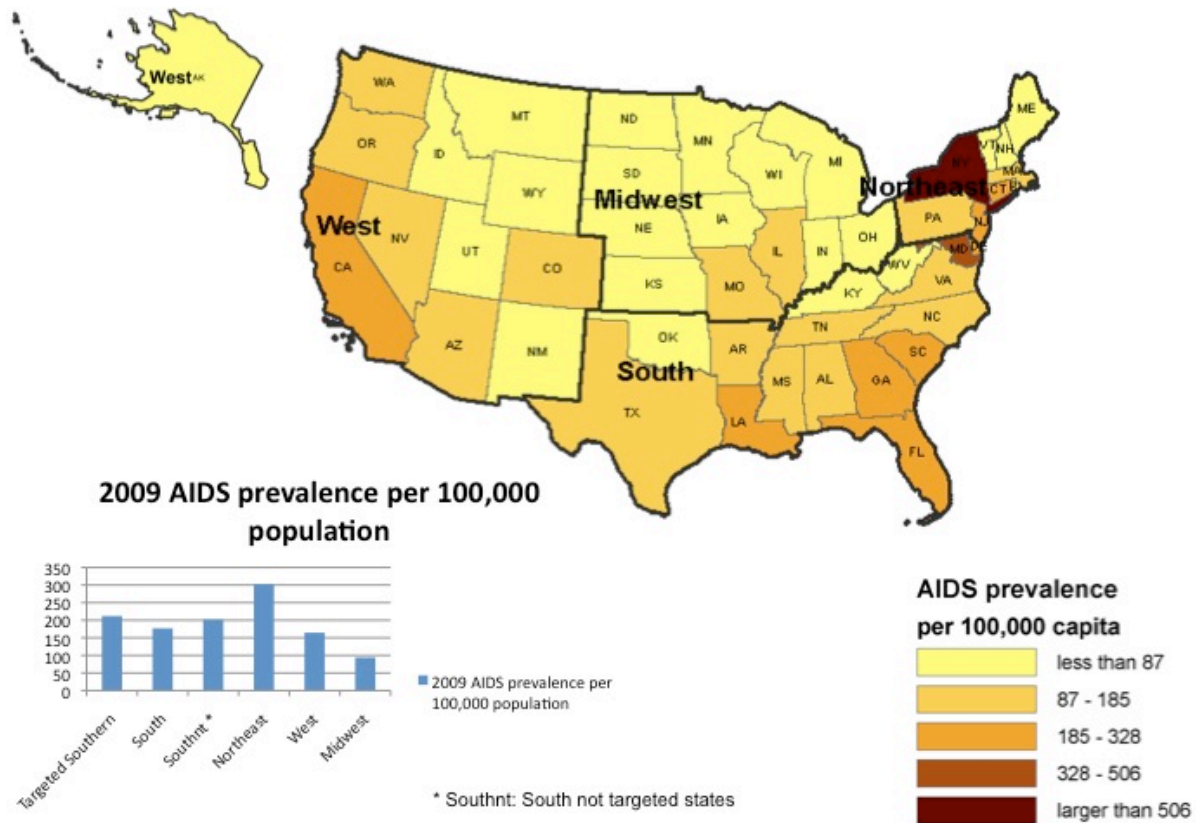 West AK
WA
MT
ND
MN
ME
OR
ID
SD
WI
MI
VT
NH
NY
MA
WY
Midwest
Northeast
CT
West
NV
UT
NE
IA
PA
NJ
CA
CO
IL
IN
OH
MD
DE
WV
KS
MO
KY
VA
AZ
NM
OK
AR
TN
NC
South
MS
AL
GA
SC
TX
LA
FL
2009 AIDS prevalence per 100,000
population
350
300
250
200
150
100
50
0
Targeted Southern
South
Southnt *
Northeast
West
Midwest
2009 AIDS prevalence per
100,000 population
* Southnt: South not targeted states
AIDS prevalence
per 100,000 capita
less than 87
87 - 185
185 - 328
328 - 506
larger than 506